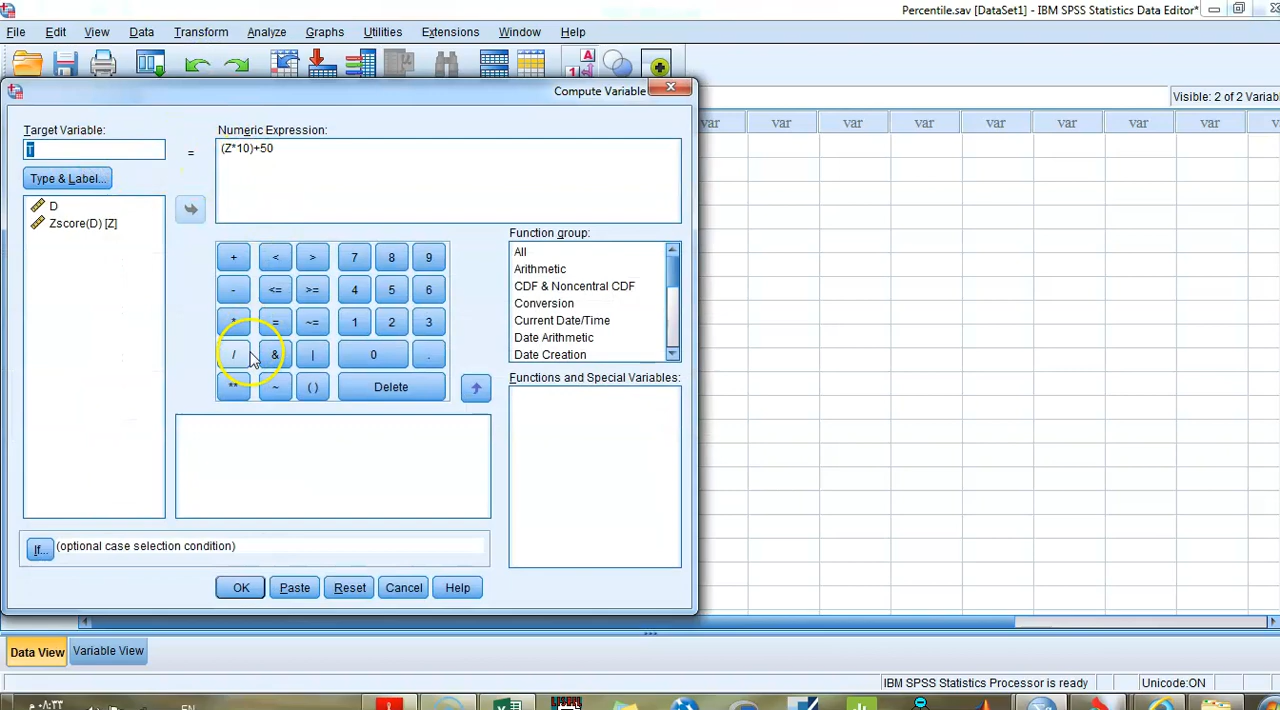 Percentile.sav [DataSet1] - IBM SPSS Statistics Data Editor*
File Edit View Data Transform Analyze Graphs Utilities Extensions Window Help
A
1
Compute Variable
Visible: 2 of 2 Variab
Target Variable:
Numeric Expression:
var var var var var var var var
T
=
(Z*10)+50
Type & Label...
D
Zscore(D) [Z]
Function group:
+ < > 7 8 9
All
Arithmetic
- <= >= 4 5 6
CDF & Noncentral CDF
Conversion
* = ~= 1 2 3
Current Date/Time
Date Arithmetic
/ & | 0 .
Date Creation
** ~ ( ) Delete
Functions and Special Variables:
If... (optional case selection condition)
OK Paste Reset Cancel Help
Data View Variable View
IBM SPSS Statistics Processor is ready Unicode:ON
EN